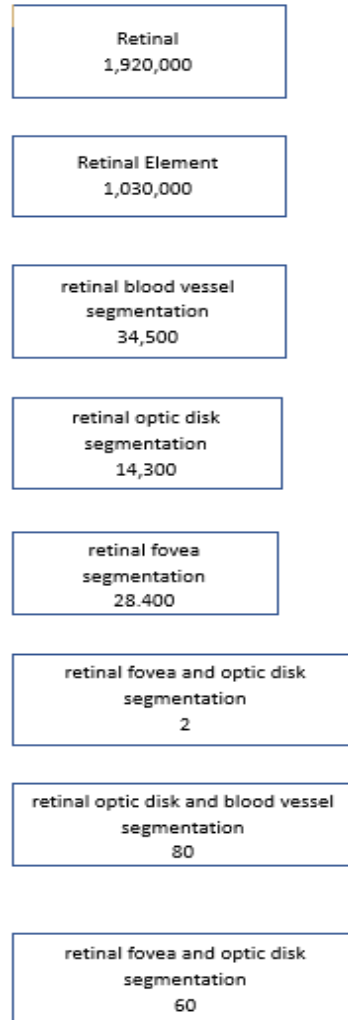 Retinal
1,920,000
Retinal Element
1,030,000
retinal blood vessel
segmentation
34,500
retinal optic disk
segmentation
14,300
retinal fovea
segmentation
28.400
retinal fovea and optic disk
segmentation
2
retinal optic disk and blood vessel
segmentation
80
retinal fovea and optic disk
segmentation
60